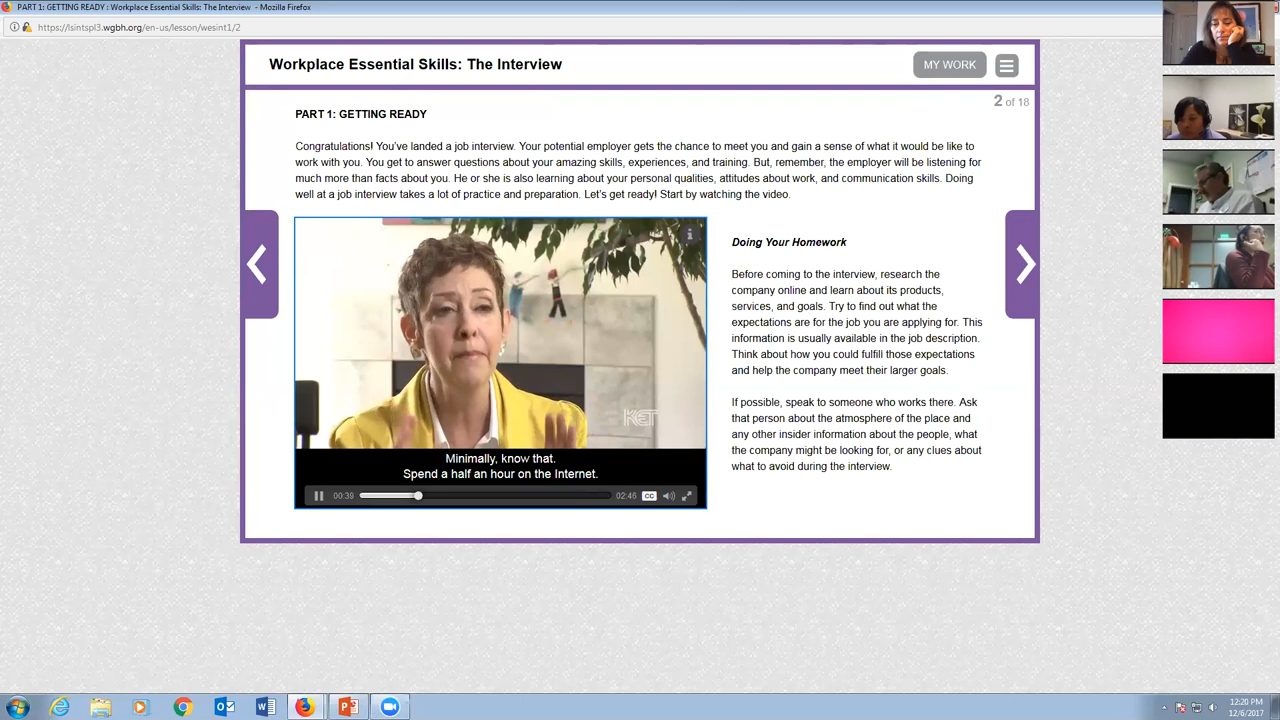 PART 1: GETTING READY : Workplace Essential Skills: The Interview - Mozilla Firefox
https://lsintspl3.wgbh.org/en-us/lesson/wesint1/2
Workplace Essential Skills: The Interview
MY WORK
2 of 18
PART 1: GETTING READY
Congratulations! You've landed a job interview. Your potential employer gets the chance to meet you and gain a sense of what it would be like to
work with you. You get to answer questions about your amazing skills, experiences, and training. But, remember, the employer will be listening for
much more than facts about you. He or she is also learning about your personal qualities, attitudes about work, and communication skills. Doing
well at a job interview takes a lot of practice and preparation. Let's get ready! Start by watching the video.
KET
Minimally, know that.
Spend a half an hour on the Internet.
00:39
02:46
CC
Doing Your Homework
Before coming to the interview, research the
company online and learn about its products,
services, and goals. Try to find out what the
expectations are for the job you are applying for. This
information is usually available in the job description.
Think about how you could fulfill those expectations
and help the company meet their larger goals.
If possible, speak to someone who works there. Ask
that person about the atmosphere of the place and
any other insider information about the people, what
the company might be looking for, or any clues about
what to avoid during the interview.
12:20 PM
12/6/2017